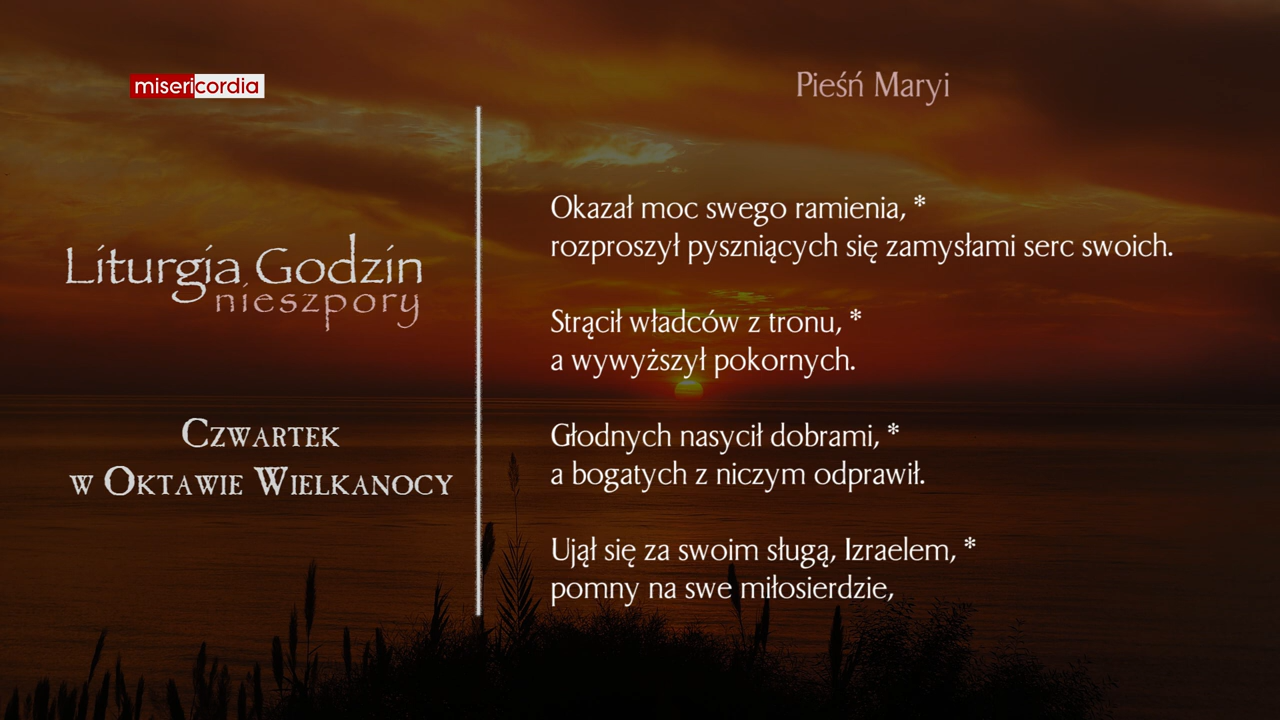 misericordia
Liturgia Godzin
nieszpory
Czwartek
w Oktawie Wielkanocy
Pieśń Maryi
Okazał moc swego ramienia, *
rozproszył pyszniących się zamysłami serc swoich.
Strącił władców z tronu, *
a wywyższył pokornych.
Głodnych nasycił dobrami, *
a bogatych z niczym odprawił.
Ujął się za swoim sługą, Izraelem, *
pomny na swe miłosierdzie,